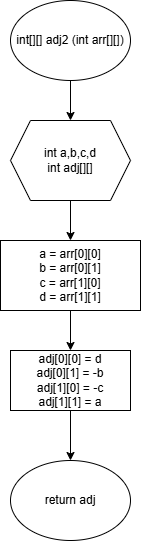 int[][] adj2 (int arr[][])
int a,b,c,d
int adj[][]
a = arr[0][0]
b = arr[0][1]
c = arr[1][0]
d = arr[1][1]
adj[0][0] = d
adj[0][1] = -b
adj[1][0] = -c
adj[1][1] = a
return adj